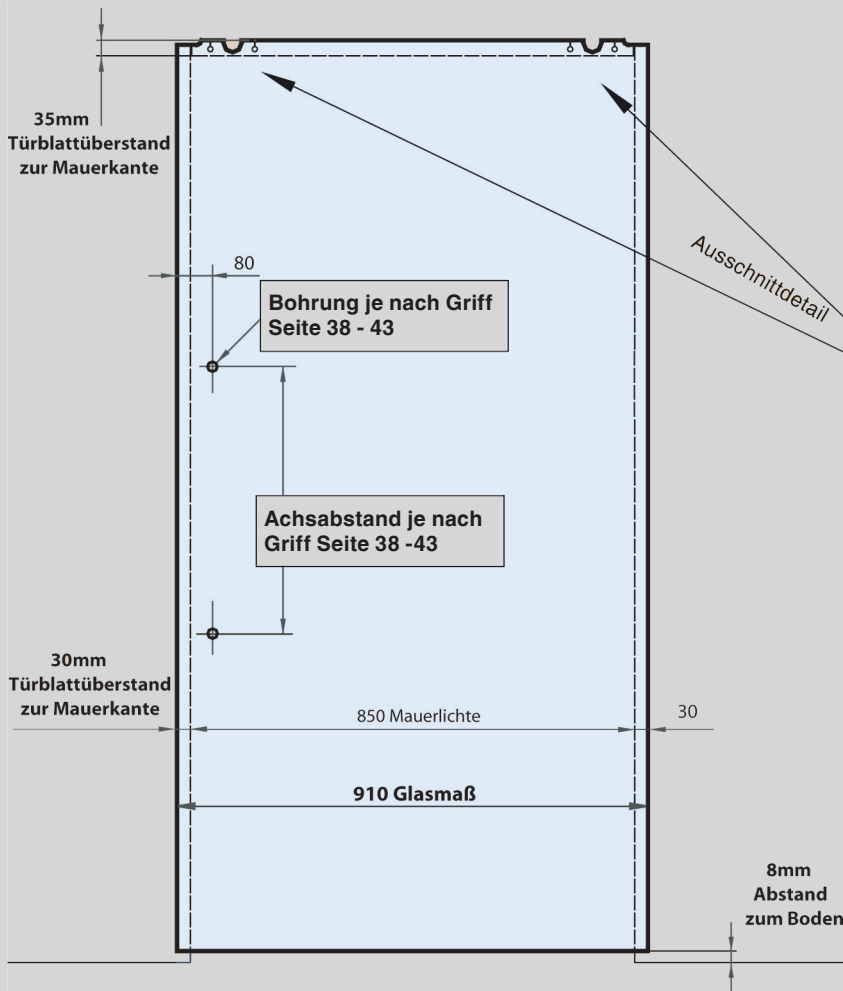 35mm
Türblattüberstand
zur Mauerkante
80
Bohrung je nach Griff
Seite 38 - 43
Ausschnittdetail
Achsabstand je nach
Griff Seite 38 -43
30mm
Türblattüberstand
zur Mauerkante
850 Mauerlichte
30
910 Glasmaß
8mm
Abstand
zum Boden